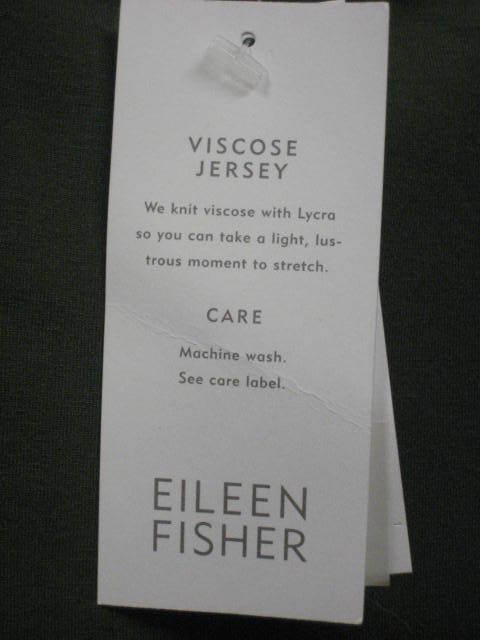 VISCOSE
JERSEY
We knit viscose with Lycra
so you can take a light, lus-
trous moment to stretch.
CARE
Machine wash.
See care label.
EILEEN
FISHER